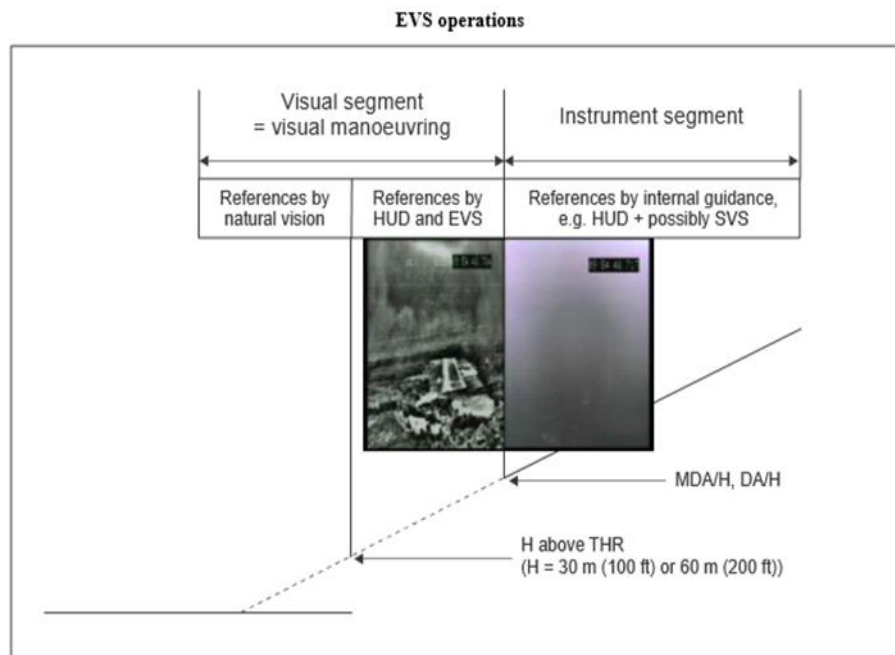 EVS operations
Visual segment
= visual manoeuvring
Instrument segment
References by
natural vision
References by
HUD and EVS
References by internal guidance,
e.g. HUD + possibly SVS
MDA/H, DA/H
H above THR
(H = 30 m (100 ft) or 60 m (200 ft))